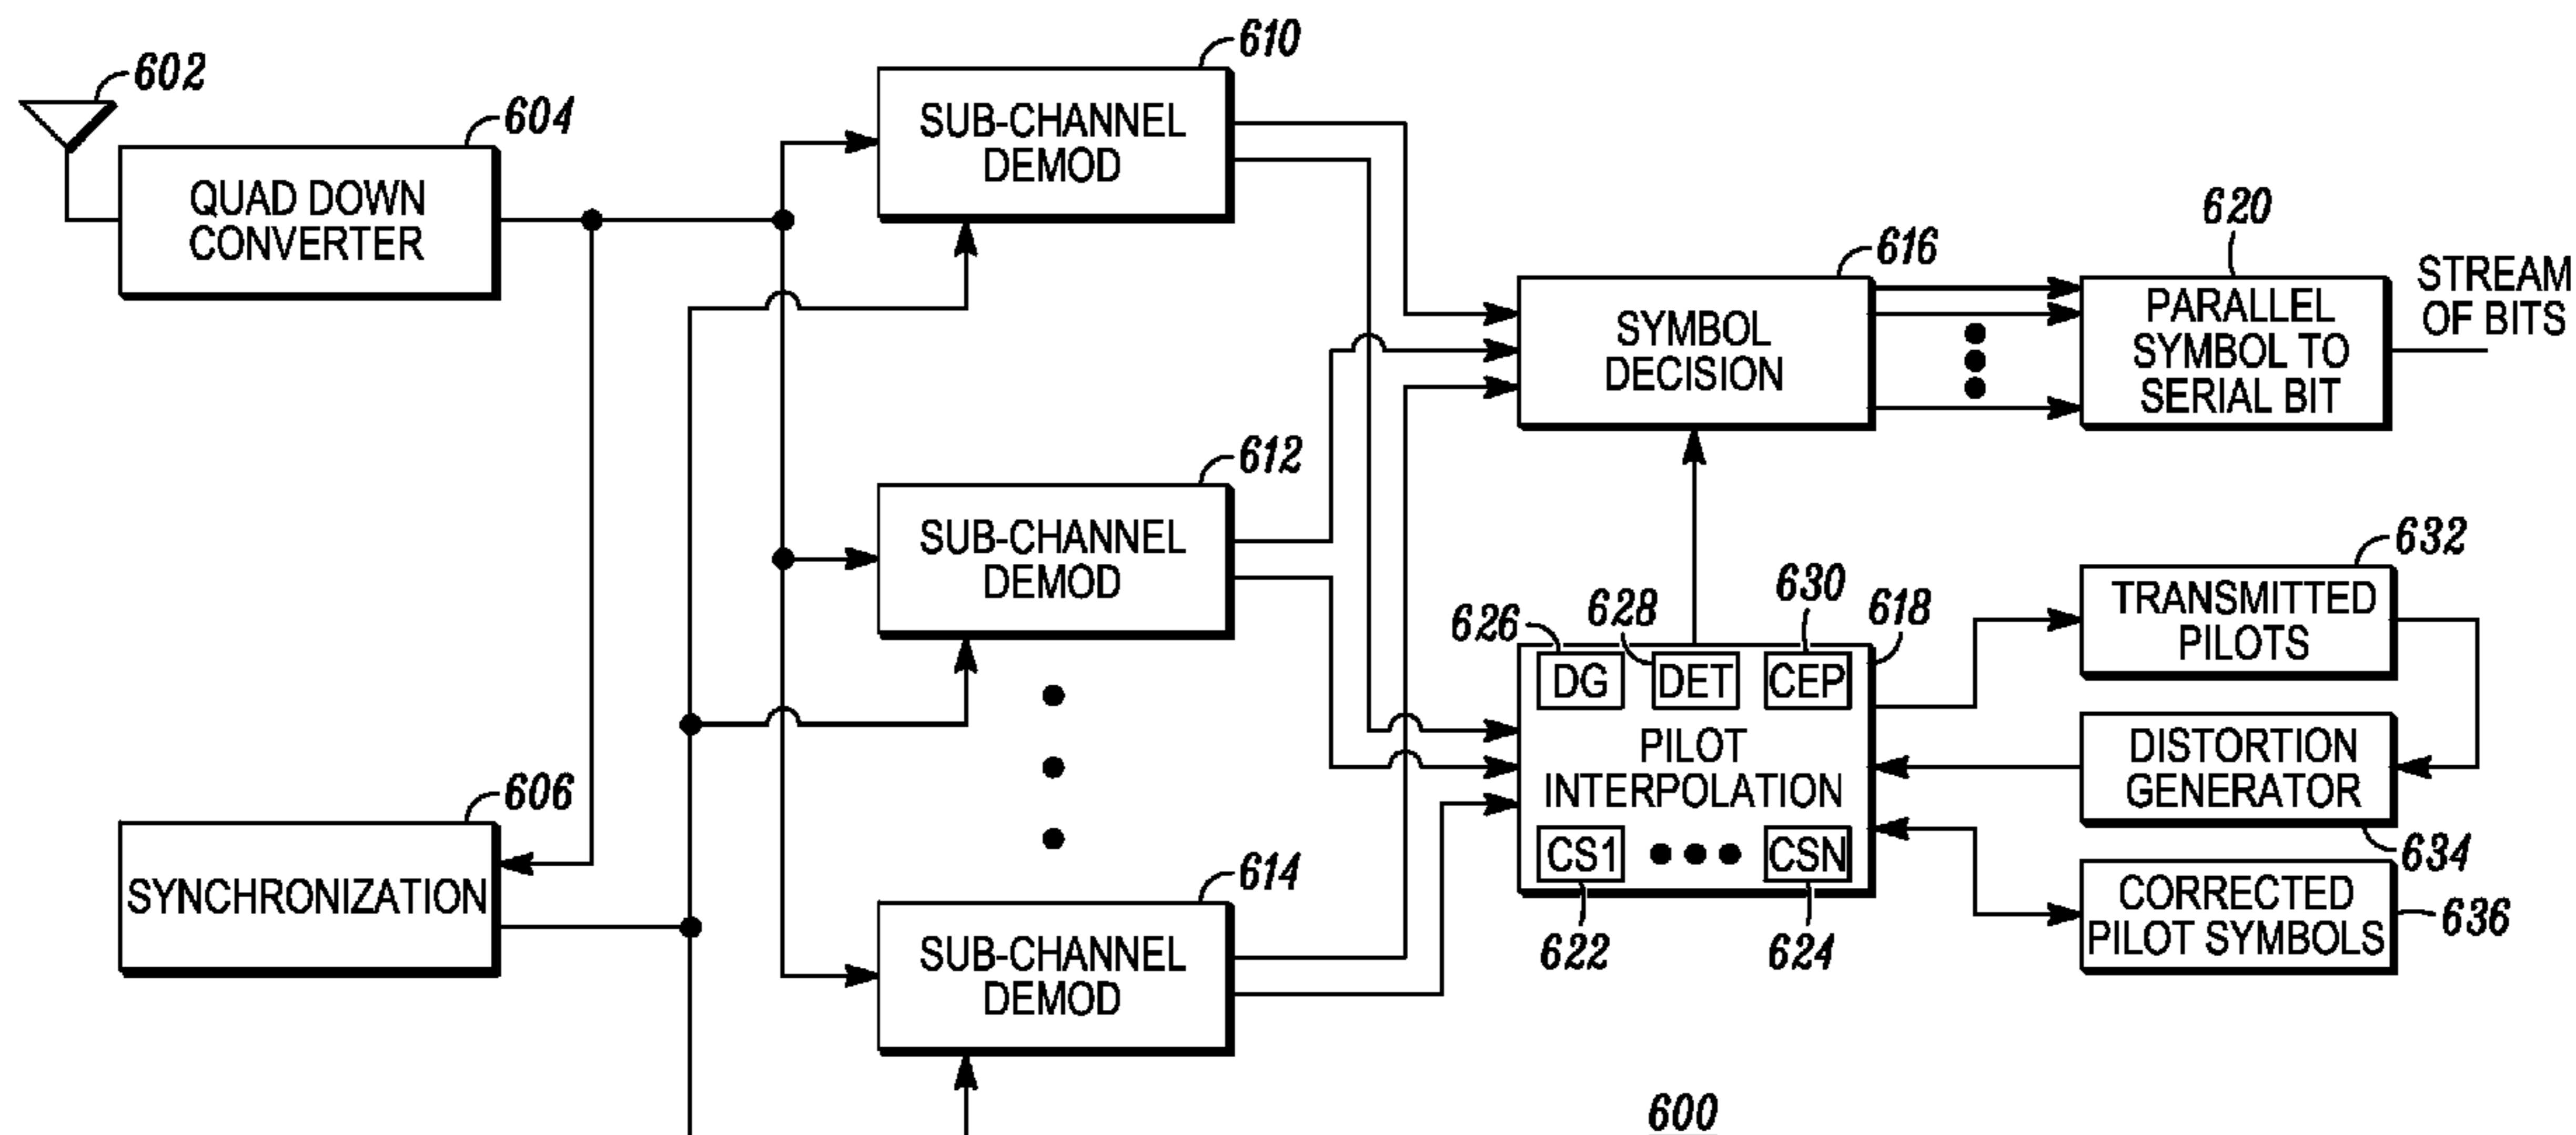 602
604
QUAD DOWN
CONVERTER
606
SYNCHRONIZATION
610
SUB-CHANNEL
DEMOD
612
SUB-CHANNEL
DEMOD
614
SUB-CHANNEL
DEMOD
616
SYMBOL
DECISION
620
PARALLEL
SYMBOL TO
SERIAL BIT
STREAM
OF BITS
626
628
630
618
DG
DET
CEP
PILOT
INTERPOLATION
CS1
CSN
622
624
632
TRANSMITTED
PILOTS
DISTORTION
GENERATOR
634
CORRECTED
PILOT SYMBOLS
636
600